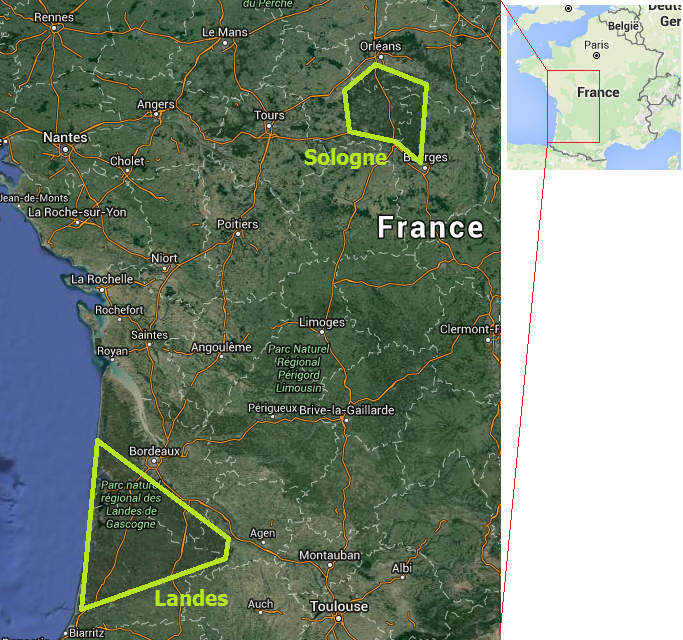 du Perche
Rennes
Le Mans
Orléans
Angers
Tours
Nantes
Cholet
Sologne
Bourges
Jean-de-Monts
La Roche-sur-Yon
Poitiers
France
Niort
La Rochelle
Rochefort
Saintes
Limoges
Clermont-F
Royan
Angoulême
Parc Naturel
Régional
Périgord
Limousin
Périgueux
Brive-la-Gaillarde
Bordeaux
Parc naturel
régional des
Landes de
Gascogne
Agen
Montauban
Albi
Landes
Auch
Toulouse
Biarritz
België
Paris
France
Ger